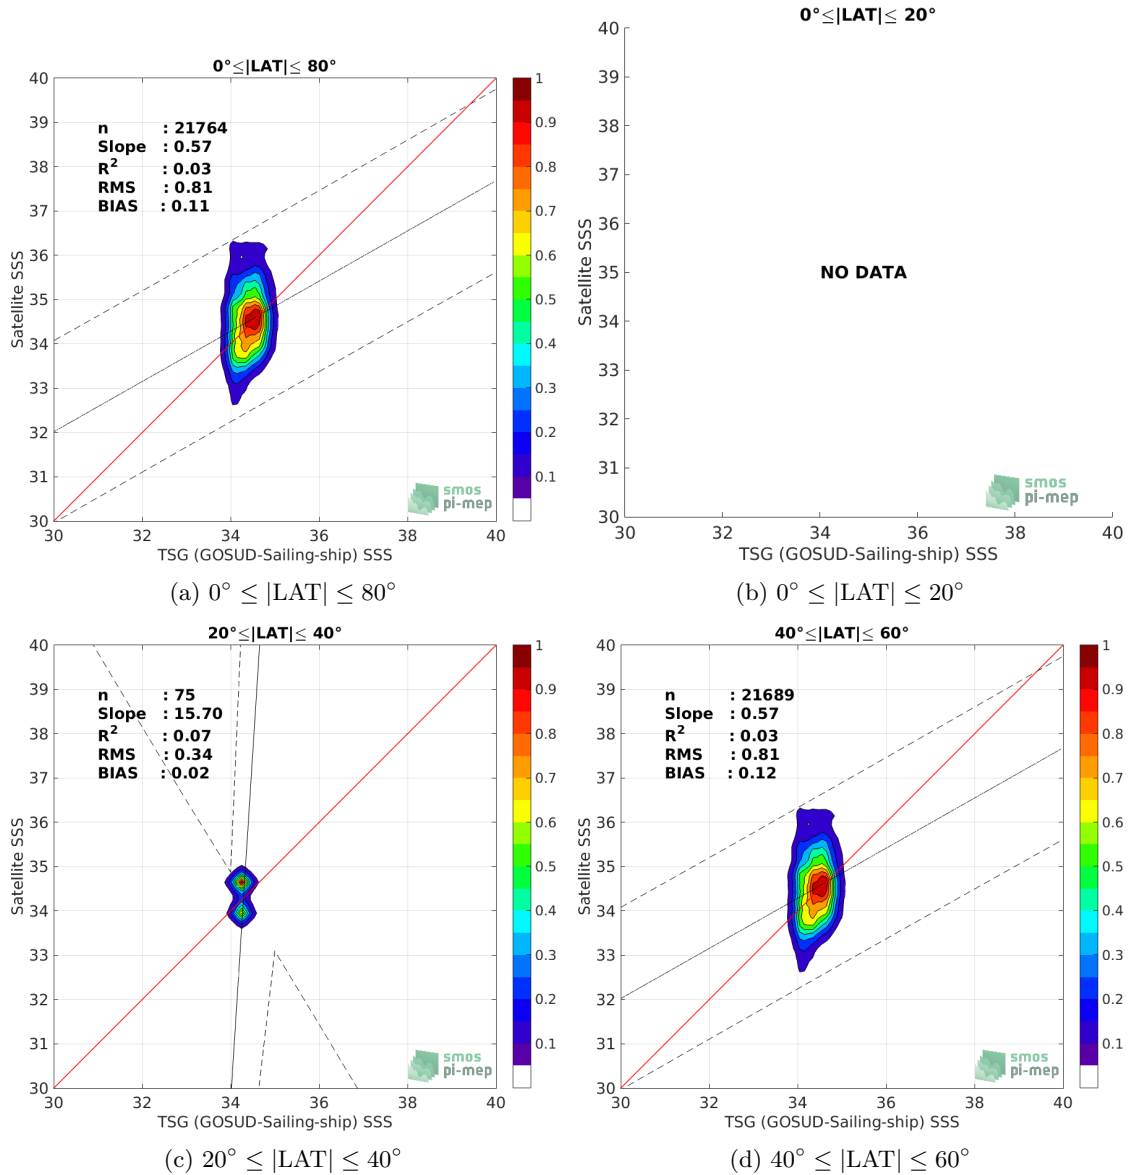 0°≤|LAT|≤ 80°
40
39
38
37
36
35
34
33
32
31
30
Satellite SSS
n : 21764
Slope : 0.57
R² : 0.03
RMS : 0.81
BIAS : 0.11
1
0.9
0.8
0.7
0.6
0.5
0.4
0.3
0.2
0.1
smos
pi-mep
30 32 34 36 38 40
TSG (GOSUD-Sailing-ship) SSS
(a) 0° ≤ |LAT| ≤ 80°
0°≤|LAT|≤ 20°
40
39
38
37
36
35
34
33
32
31
30
Satellite SSS
NO DATA
smos
pi-mep
30 32 34 36 38 40
TSG (GOSUD-Sailing-ship) SSS
(b) 0° ≤ |LAT| ≤ 20°
20°≤|LAT|≤ 40°
40
39
38
37
36
35
34
33
32
31
30
Satellite SSS
n : 75
Slope : 15.70
R² : 0.07
RMS : 0.34
BIAS : 0.02
1
0.9
0.8
0.7
0.6
0.5
0.4
0.3
0.2
0.1
smos
pi-mep
30 32 34 36 38 40
TSG (GOSUD-Sailing-ship) SSS
(c) 20° ≤ |LAT| ≤ 40°
40°≤|LAT|≤ 60°
40
39
38
37
36
35
34
33
32
31
30
Satellite SSS
n : 21689
Slope : 0.57
R² : 0.03
RMS : 0.81
BIAS : 0.12
1
0.9
0.8
0.7
0.6
0.5
0.4
0.3
0.2
0.1
smos
pi-mep
30 32 34 36 38 40
TSG (GOSUD-Sailing-ship) SSS
(d) 40° ≤ |LAT| ≤ 60°